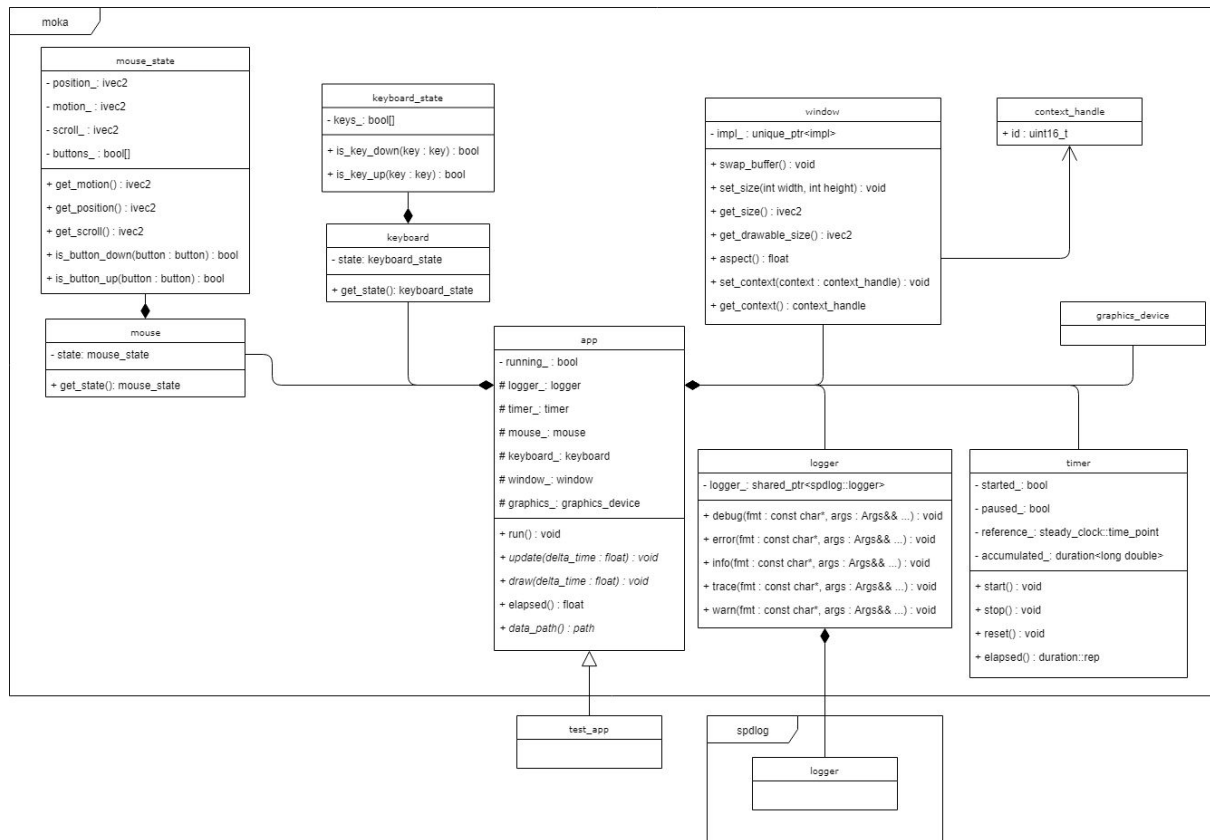 moka
mouse_state
- position_: ivec2
- motion_ : ivec2
- scroll_ : ivec2
- buttons_ : bool[]
+ get_motion() : ivec2
+ get_position() : ivec2
+ get_scroll() : ivec2
+ is_button_down(button : button) : bool
+ is_button_up(button : button) : bool
mouse
- state: mouse_state
+ get_state(): mouse_state
keyboard_state
- keys_: bool[]
+ is_key_down(key : key) : bool
+ is_key_up(key : key) : bool
keyboard
- state: keyboard_state
+ get_state(): keyboard_state
app
- running_ : bool
# logger_: logger
# timer_: timer
# mouse_: mouse
# keyboard_: keyboard
# window_: window
# graphics_: graphics_device
+ run() : void
+ update(delta_time : float) : void
+ draw(delta_time : float) : void
+ elapsed() : float
+ data_path() : path
window
- impl_ : unique_ptr<impl>
+ swap_buffer() : void
+ set_size(int width, int height) : void
+ get_size() : ivec2
+ get_drawable_size() : ivec2
+ aspect() : float
+ set_context(context : context_handle) : void
+ get_context() : context_handle
context_handle
+ id : uint16_t
graphics_device
logger
- logger_: shared_ptr<spdlog::logger>
+ debug(fmt : const char*, args : Args&& ...) : void
+ error(fmt : const char*, args : Args&& ...) : void
+ info(fmt : const char*, args : Args&& ...) : void
+ trace(fmt : const char*, args : Args&& ...) : void
+ warn(fmt : const char*, args : Args&& ...) : void
timer
- started_: bool
- paused_: bool
- reference_: steady_clock::time_point
- accumulated_: duration<long double>
+ start() : void
+ stop() : void
+ reset() : void
+ elapsed() : duration::rep
test_app
spdlog
logger